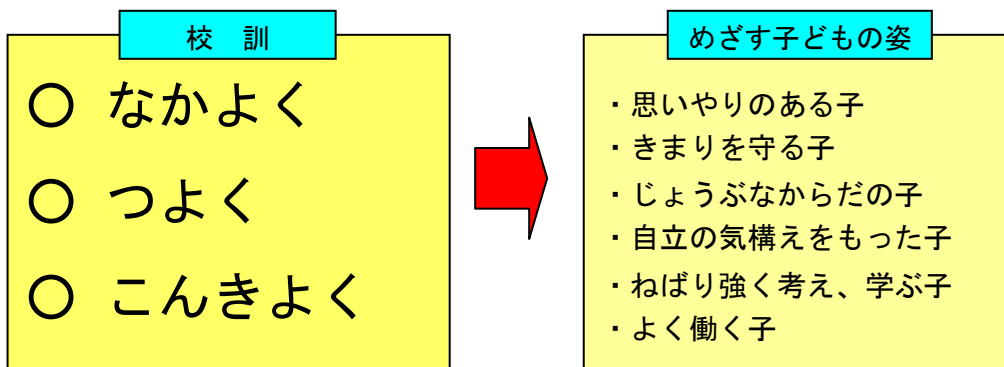 校 訓
○ なかよく
○ つよく
○ こんきよく
めざす子どもの姿
・思いやりのある子
・きまりを守る子
・じょうぶなからだの子
・自立の気構えをもった子
・ねばり強く考え、学ぶ子
・よく働く子